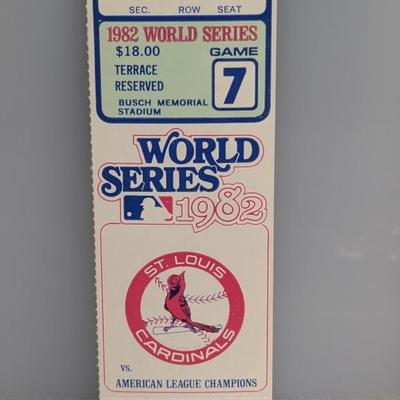 SEC. ROW SEAT
1982 WORLD SERIES
$18.00 GAME
TERRACE
RESERVED 7
BUSCH MEMORIAL
STADIUM
WORLD
SERIES
1982
ST. LOUIS
CARDINALS
VS.
AMERICAN LEAGUE CHAMPIONS